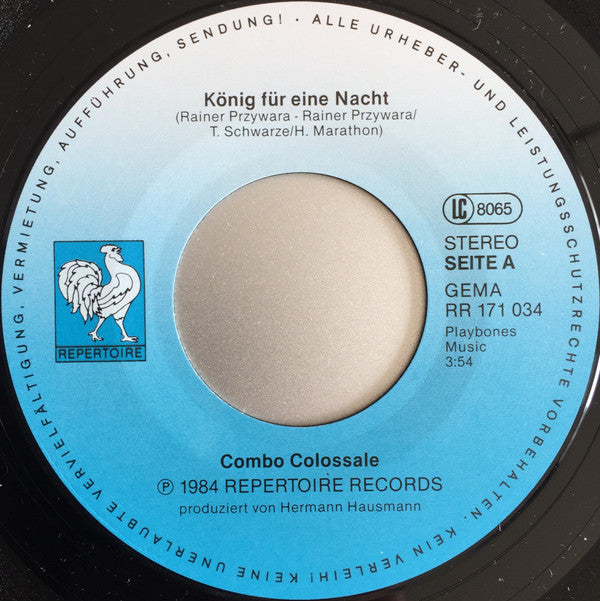 ALLE URHEBER- UND LEISTUNGSSCHUTZRECHTE VORBEHALTEN. KEIN VERLEIH! KEINE UNERLAUBTE VERVIELFÄLTIGUNG, VERMIETUNG, AUFFÜHRUNG, SENDUNG! ·
König für eine Nacht
(Rainer Przywara - Rainer Przywara/
T. Schwarze/H. Marathon)
LC 8065
STEREO
SEITE A
GEMA
RR 171 034
Playbones
Music
3:54
REPERTOIRE
Combo Colossale
Ⓟ 1984 REPERTOIRE RECORDS
produziert von Hermann Hausmann